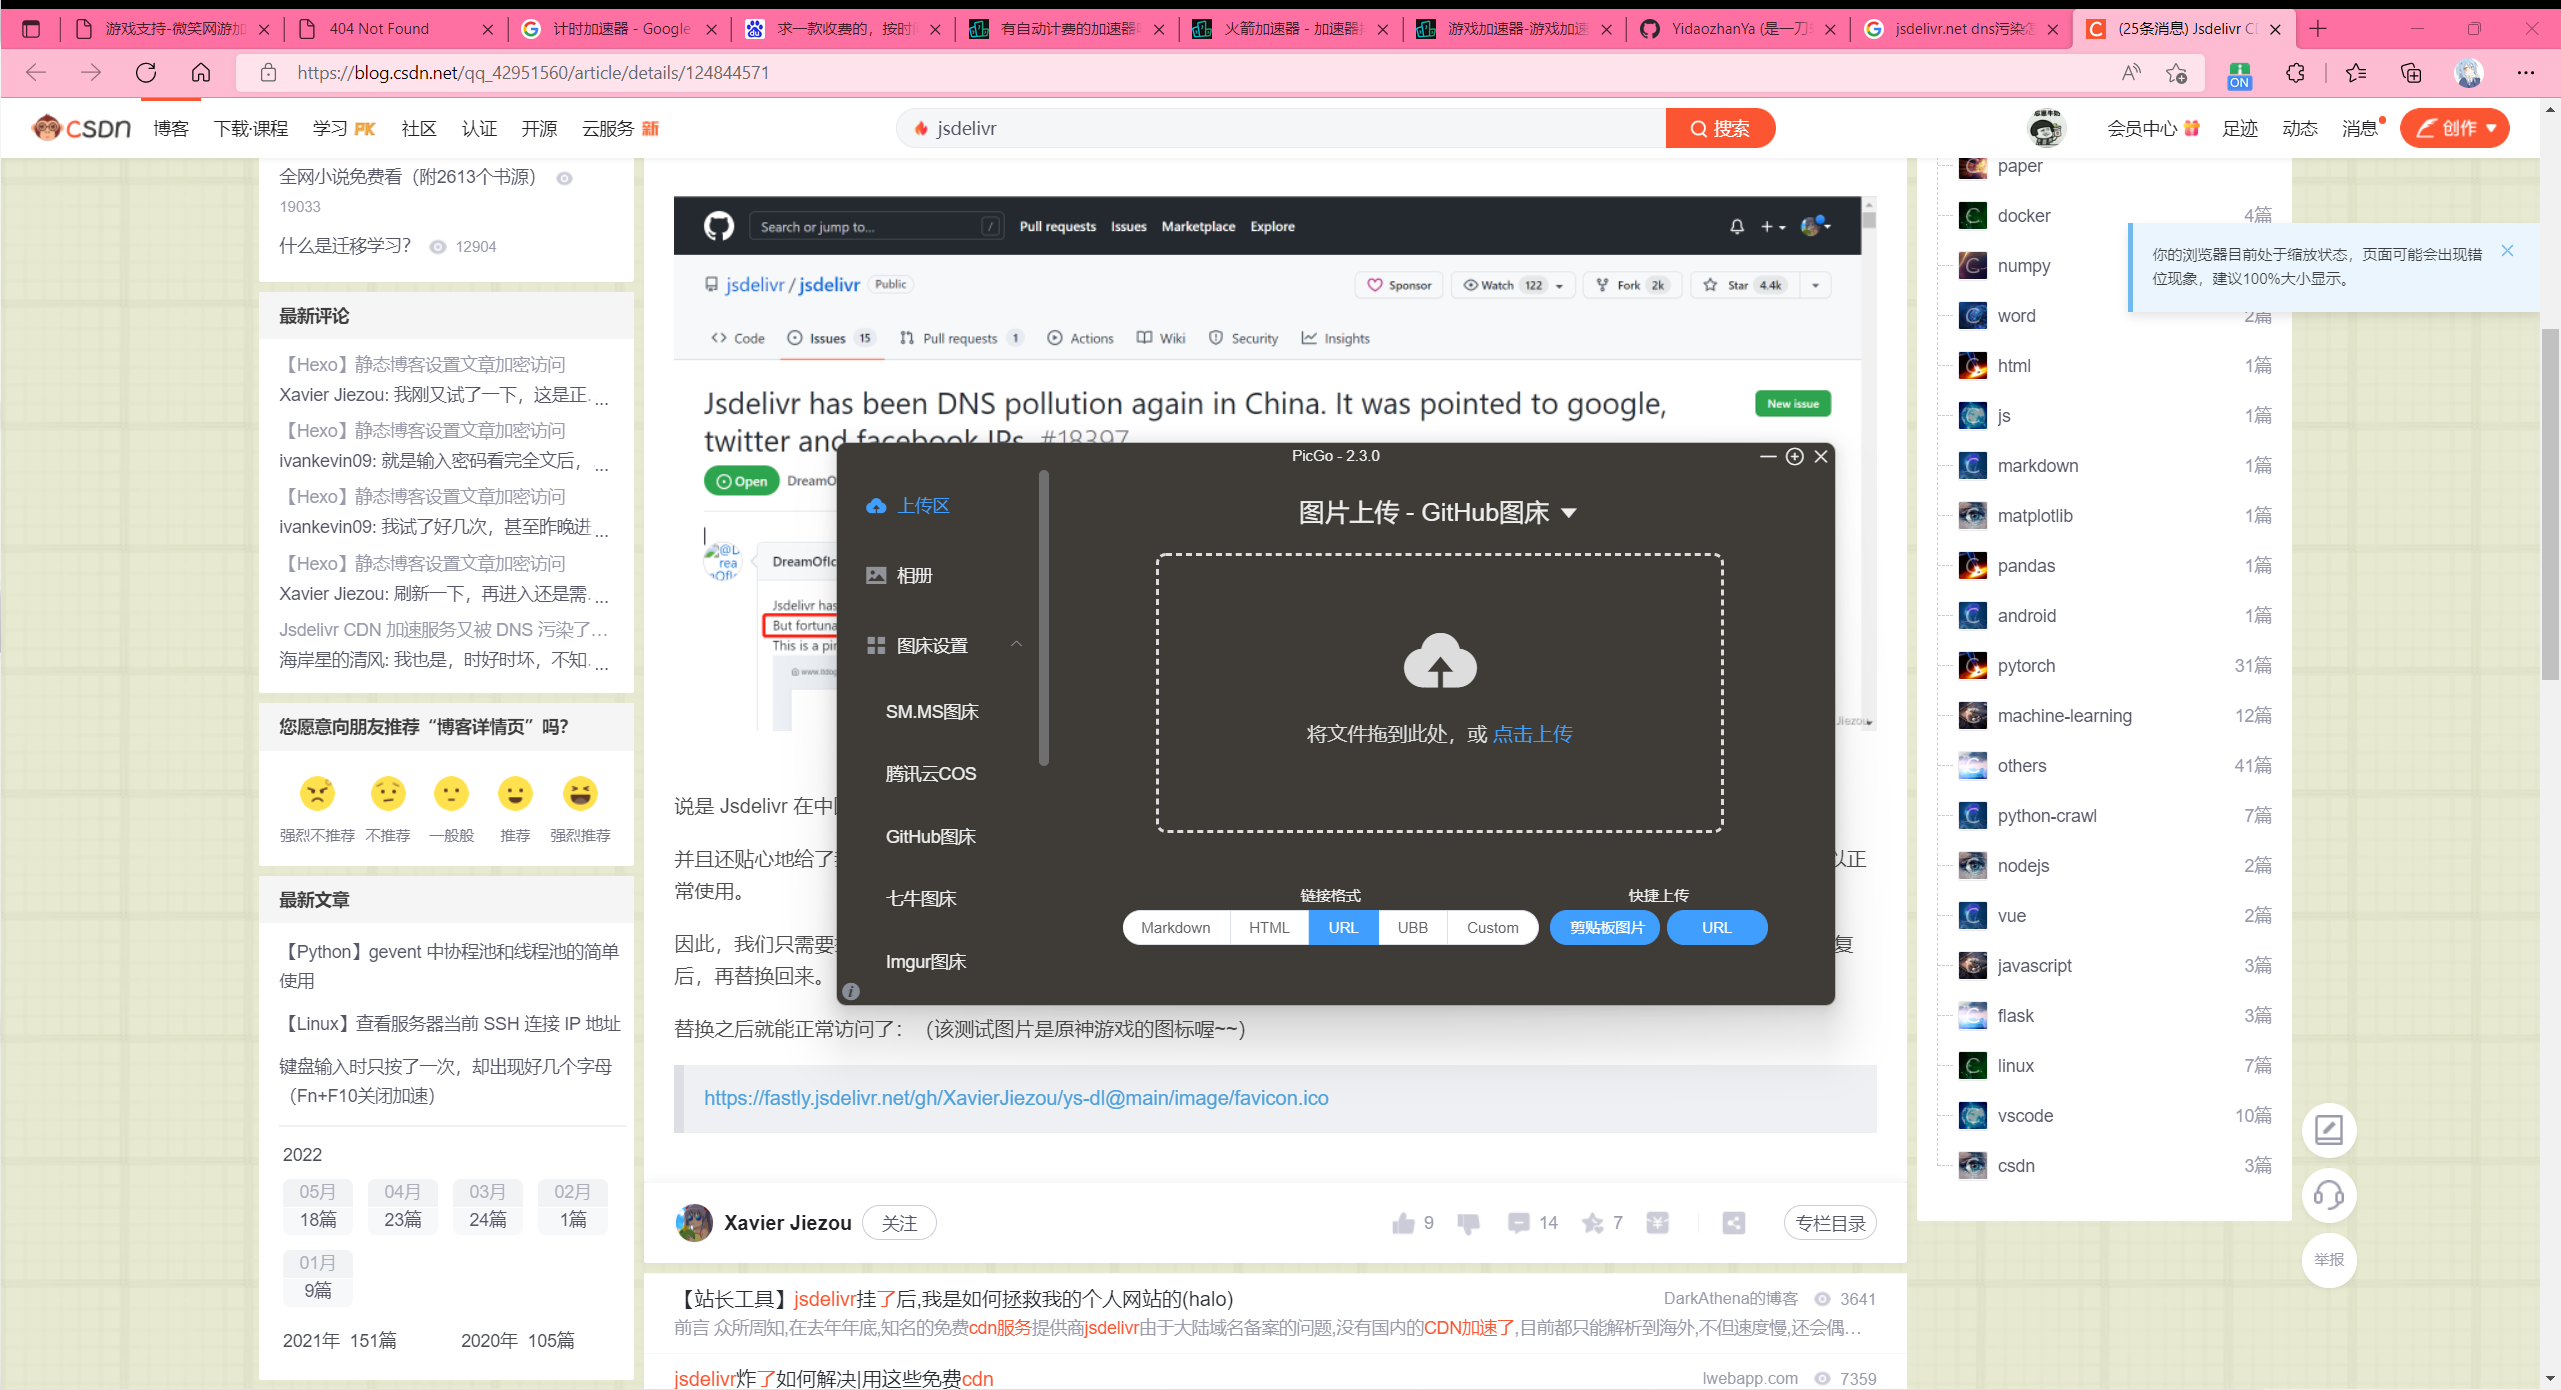 游戏支持-微笑网游加
404 Not Found
计时加速器 - Google
求一款收费的，按时
有自动计费的加速器
火箭加速器 - 加速器
游戏加速器-游戏加速
YidaozhanYa (是一刀
jsdelivr.net dns污染
(25条消息) Jsdelivr C
https://blog.csdn.net/qq_42951560/article/details/124844571
ON
CSDN
博客
下载·课程
学习 PK
社区
认证
开源
云服务 新
jsdelivr
搜索
会员中心
足迹
动态
消息
创作
全网小说免费看（附2613个书源）
19033
什么是迁移学习？ 12904
最新评论
【Hexo】静态博客设置文章加密访问
Xavier Jiezou: 我刚又试了一下，这是正...
【Hexo】静态博客设置文章加密访问
ivankevin09: 就是输入密码看完全文后，...
【Hexo】静态博客设置文章加密访问
ivankevin09: 我试了好几次，甚至昨晚进...
【Hexo】静态博客设置文章加密访问
Xavier Jiezou: 刷新一下，再进入还是需...
Jsdelivr CDN 加速服务又被 DNS 污染了...
海岸星的清风: 我也是，时好时坏，不知...
您愿意向朋友推荐“博客详情页”吗？
强烈不推荐 不推荐 一般般 推荐 强烈推荐
最新文章
【Python】gevent 中协程池和线程池的简单
使用
【Linux】查看服务器当前 SSH 连接 IP 地址
键盘输入时只按了一次，却出现好几个字母
（Fn+F10关闭加速）
2022
05月 04月 03月 02月
18篇 23篇 24篇 1篇
01月
9篇
2021年 151篇 2020年 105篇
Search or jump to... /
Pull requests Issues Marketplace Explore
jsdelivr / jsdelivr Public
Sponsor Watch 122 Fork 2k Star 4.4k
Code Issues 15 Pull requests 1 Actions Wiki Security Insights
Jsdelivr has been DNS pollution again in China. It was pointed to google,
twitter and facebook IPs. #18397
New issue
Open DreamO
@D
rea
mOfIc
DreamOfIc
Jsdelivr has
But fortuna
This is a pi
www.itdog
Jiezou
PicGo - 2.3.0
上传区
相册
图床设置
SM.MS图床
腾讯云COS
GitHub图床
七牛图床
Imgur图床
图片上传 - GitHub图床
将文件拖到此处，或 点击上传
链接格式 快捷上传
Markdown HTML URL UBB Custom 剪贴板图片 URL
说是 Jsdelivr 在中
并且还贴心地给了 以正
常使用。
因此，我们只需要 复
后，再替换回来。
替换之后就能正常访问了：（该测试图片是原神游戏的图标喔~~）
https://fastly.jsdelivr.net/gh/XavierJiezou/ys-dl@main/image/favicon.ico
Xavier Jiezou 关注
9 14 7 专栏目录
【站长工具】jsdelivr挂了后,我是如何拯救我的个人网站的(halo)
DarkAthena的博客 3641
前言 众所周知,在去年年底,知名的免费cdn服务提供商jsdelivr由于大陆域名备案的问题,没有国内的CDN加速了,目前都只能解析到海外,不但速度慢,还会偶…
jsdelivr炸了如何解决|用这些免费cdn
lwebapp.com 7359
paper
docker 4篇
numpy
word 2篇
html 1篇
js 1篇
markdown 1篇
matplotlib 1篇
pandas 1篇
android 1篇
pytorch 31篇
machine-learning 12篇
others 41篇
python-crawl 7篇
nodejs 2篇
vue 2篇
javascript 3篇
flask 3篇
linux 7篇
vscode 10篇
csdn 3篇
你的浏览器目前处于缩放状态，页面可能会出现错
位现象，建议100%大小显示。
举报